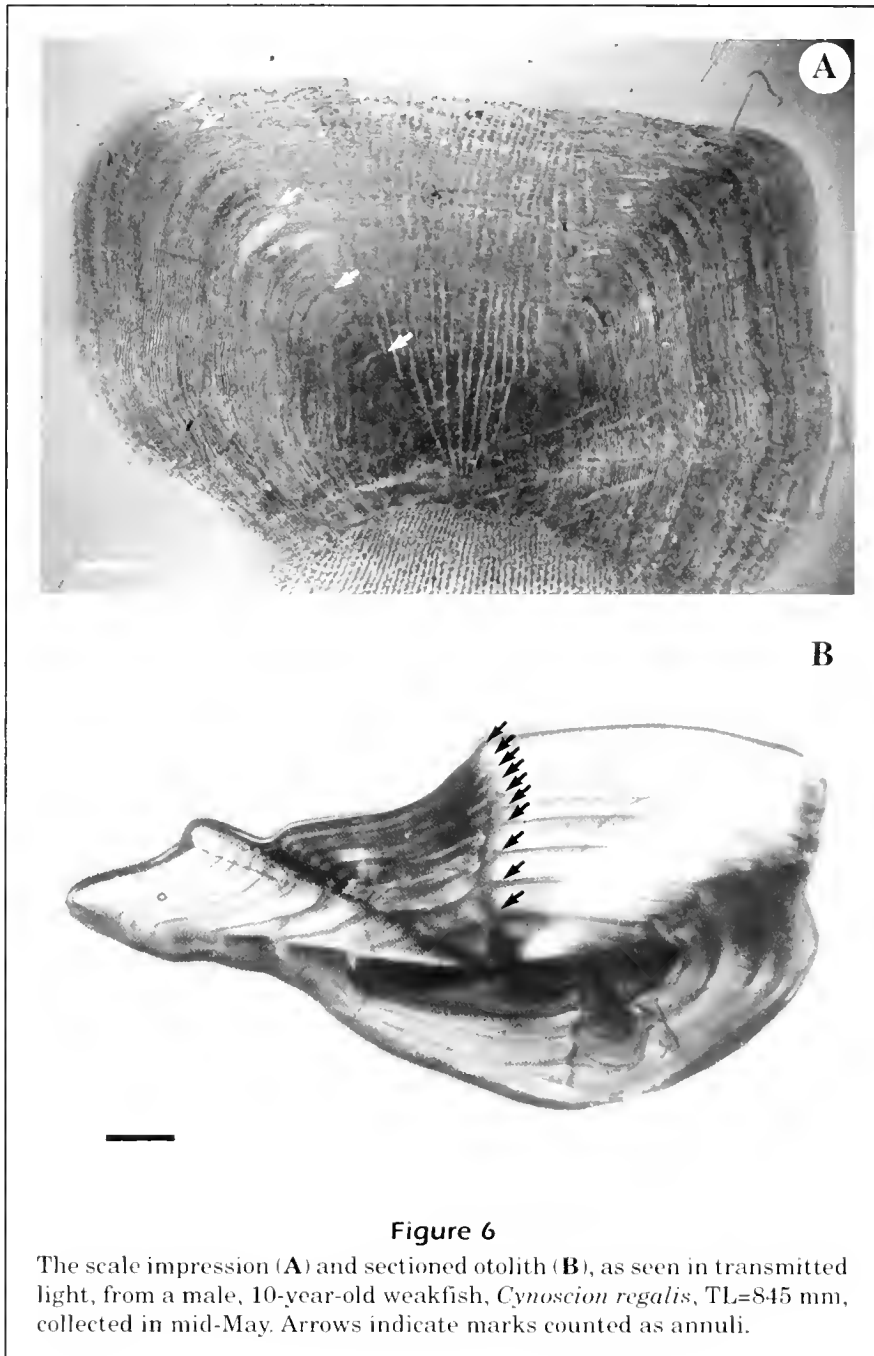 A
B
Figure 6
The scale impression (A) and sectioned otolith (B), as seen in transmitted
light, from a male, 10-year-old weakfish, Cynoscion regalis, TL=845 mm,
collected in mid-May. Arrows indicate marks counted as annuli.